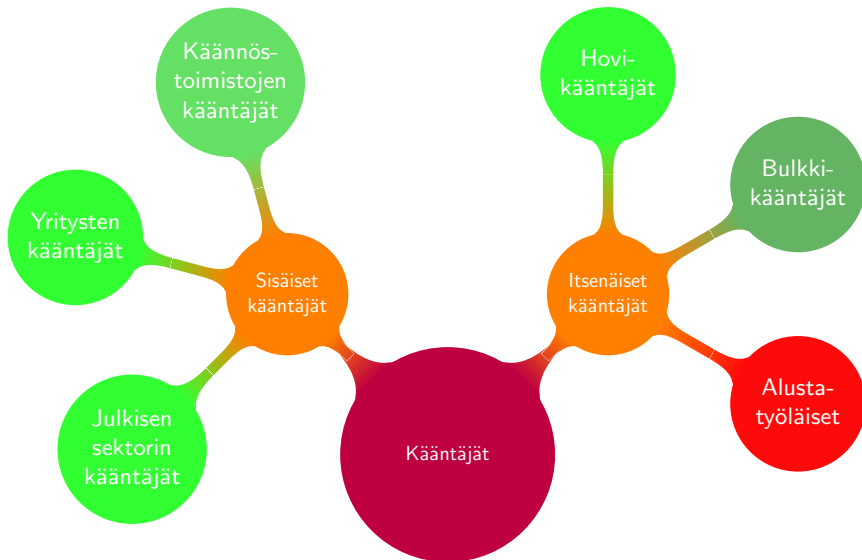 Käännös-
toimistojen
kääntäjät
Yritysten
kääntäjät
Julkisen
sektorin
kääntäjät
Sisäiset
kääntäjät
Kääntäjät
Itsenäiset
kääntäjät
Hovi-
kääntäjät
Bulkki-
kääntäjät
Alusta-
työläiset